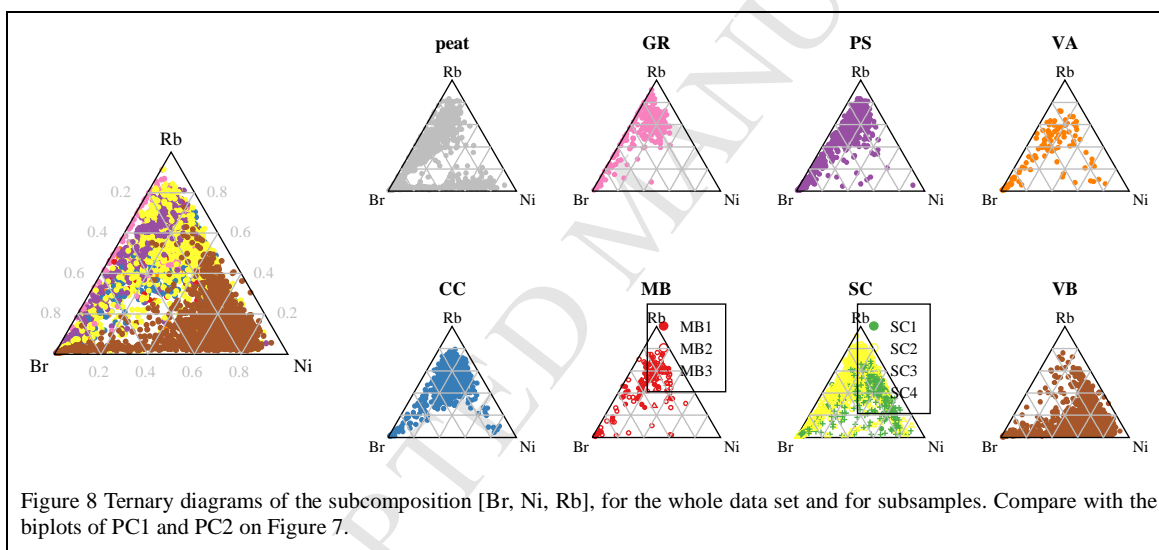 peat
GR
PS
VA
Rb
Rb
Rb
Rb
Br
Ni
Br
Ni
Br
Ni
Br
Ni
Rb
0.2
0.8
0.4
0.6
0.6
0.4
0.8
0.2
Br
0.2
0.4
0.6
0.8
Ni
CC
MB
SC
VB
Rb
Rb
Rb
Rb
MB1
MB2
MB3
SC1
SC2
SC3
SC4
Br
Ni
Br
Ni
Br
Ni
Br
Ni
PTED MANU
Figure 8 Ternary diagrams of the subcomposition [Br, Ni, Rb], for the whole data set and for subsamples. Compare with the
biplots of PC1 and PC2 on Figure 7.